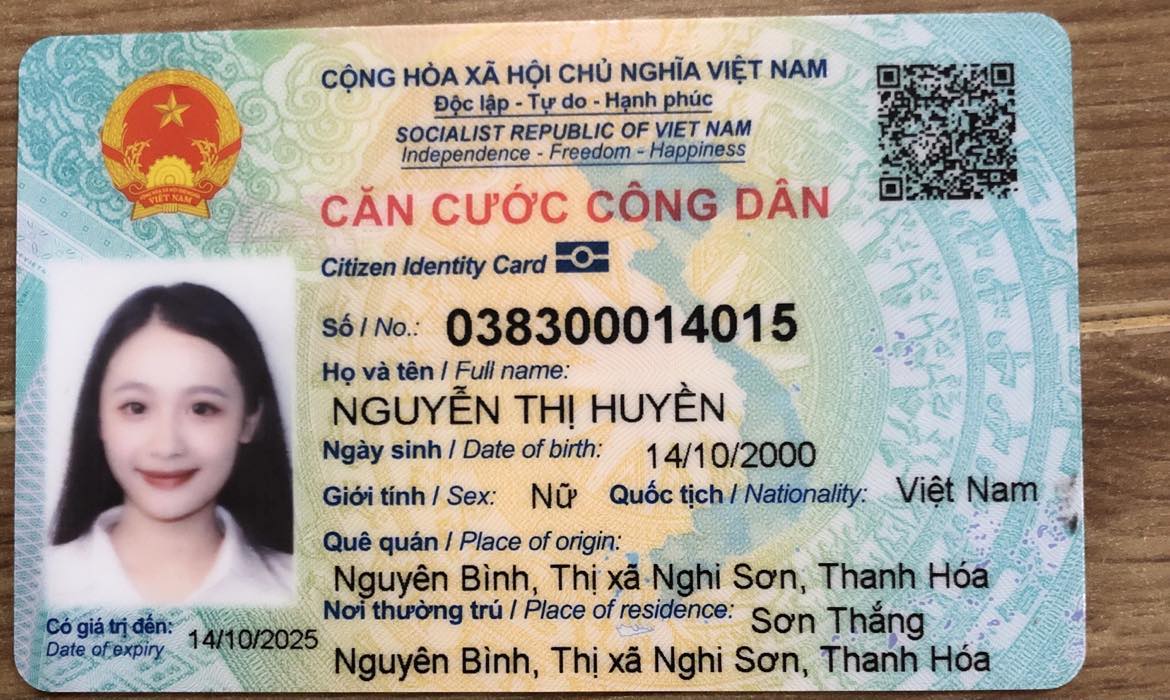 CỘNG HÒA XÃ HỘI CHỦ NGHĨA VIỆT NAM
Độc lập - Tự do - Hạnh phúc
SOCIALIST REPUBLIC OF VIET NAM
Independence - Freedom - Happiness
CĂN CƯỚC CÔNG DÂN
Citizen Identity Card
Số / No.: 038300014015
Họ và tên / Full name:
NGUYỄN THỊ HUYỀN
Ngày sinh / Date of birth: 14/10/2000
Giới tính / Sex: Nữ Quốc tịch / Nationality: Việt Nam
Quê quán / Place of origin:
Nguyên Bình, Thị xã Nghi Sơn, Thanh Hóa
Nơi thường trú / Place of residence: Sơn Thắng
Nguyên Bình, Thị xã Nghi Sơn, Thanh Hóa
Có giá trị đến: 14/10/2025
Date of expiry
VIỆT NAM